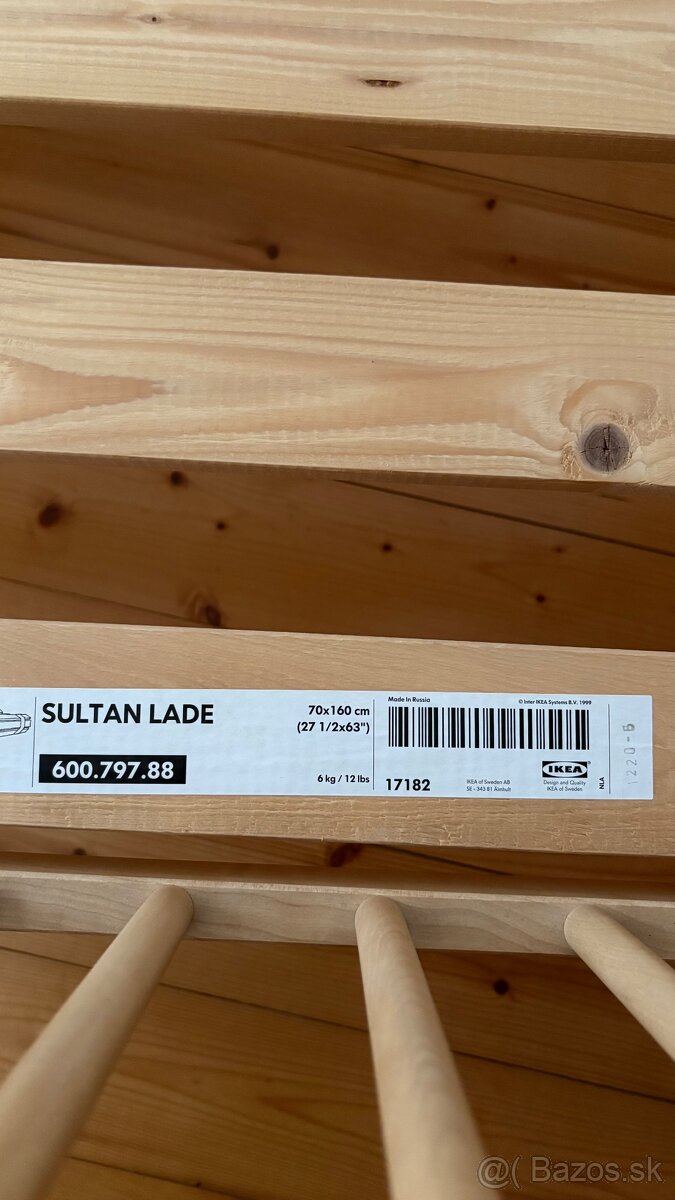 SULTAN LADE
600.797.88
70x160 cm
(27 1/2x63")
6 kg / 12 lbs
Made in Russia
© Inter IKEA Systems B.V. 1999
17182
IKEA of Sweden AB
SE - 343 81 Älmhult
IKEA
Design and Quality
IKEA of Sweden
NLA
1220-6
@( Bazos.sk